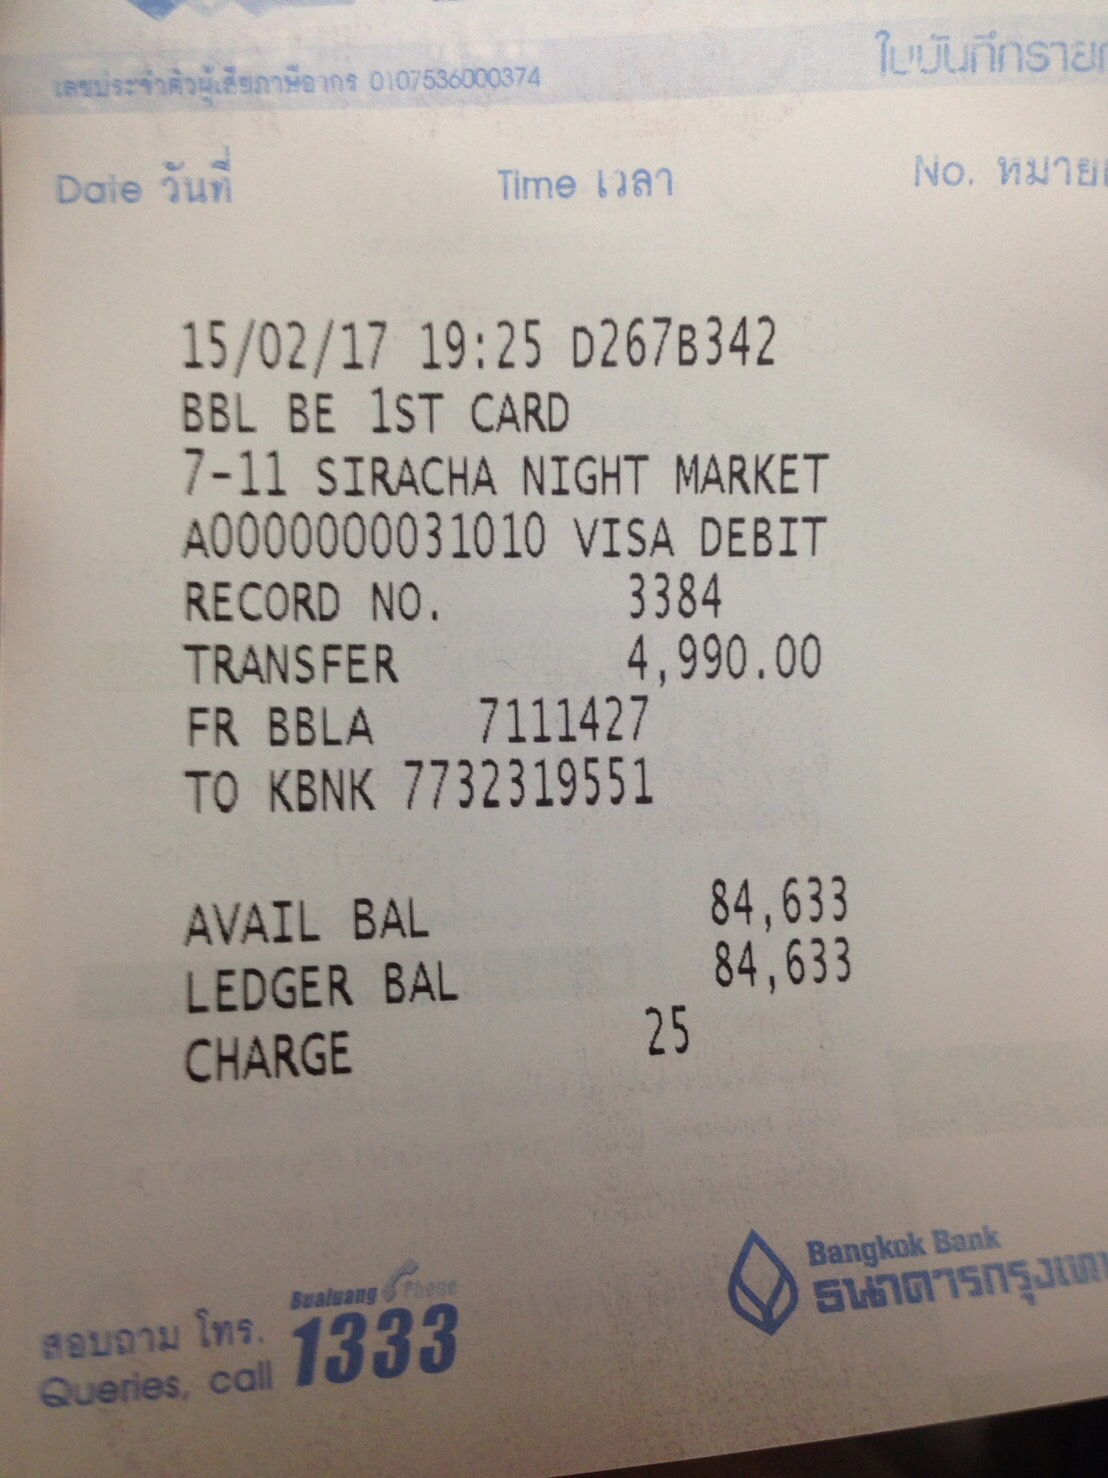 เลขประจำตัวผู้เสียภาษีอากร 0107536000374
ใบบันทึกราย
Date วันที่ Time เวลา No. หมาย
15/02/17 19:25 D267B342
BBL BE 1ST CARD
7-11 SIRACHA NIGHT MARKET
A0000000031010 VISA DEBIT
RECORD NO. 3384
TRANSFER 4,990.00
FR BBLA 7111427
TO KBNK 7732319551
AVAIL BAL 84,633
LEDGER BAL 84,633
CHARGE 25
Bualuang Phone
สอบถาม โทร. 1333
Queries, call
Bangkok Bank
ธนาคารกรุงเทพ